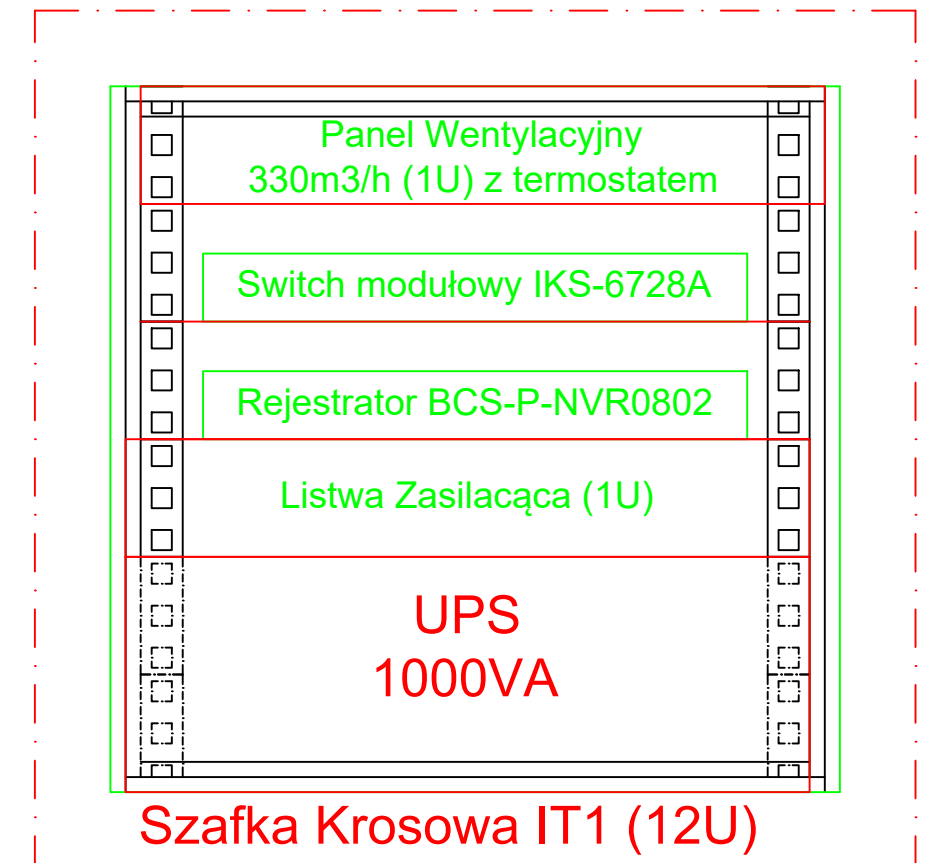 Panel Wentylacyjny
330m3/h (1U) z termostatem
Switch modułowy IKS-6728A
Rejestrator BCS-P-NVR0802
Listwa Zasilacąca (1U)
UPS
1000VA
Szafka Krosowa IT1 (12U)